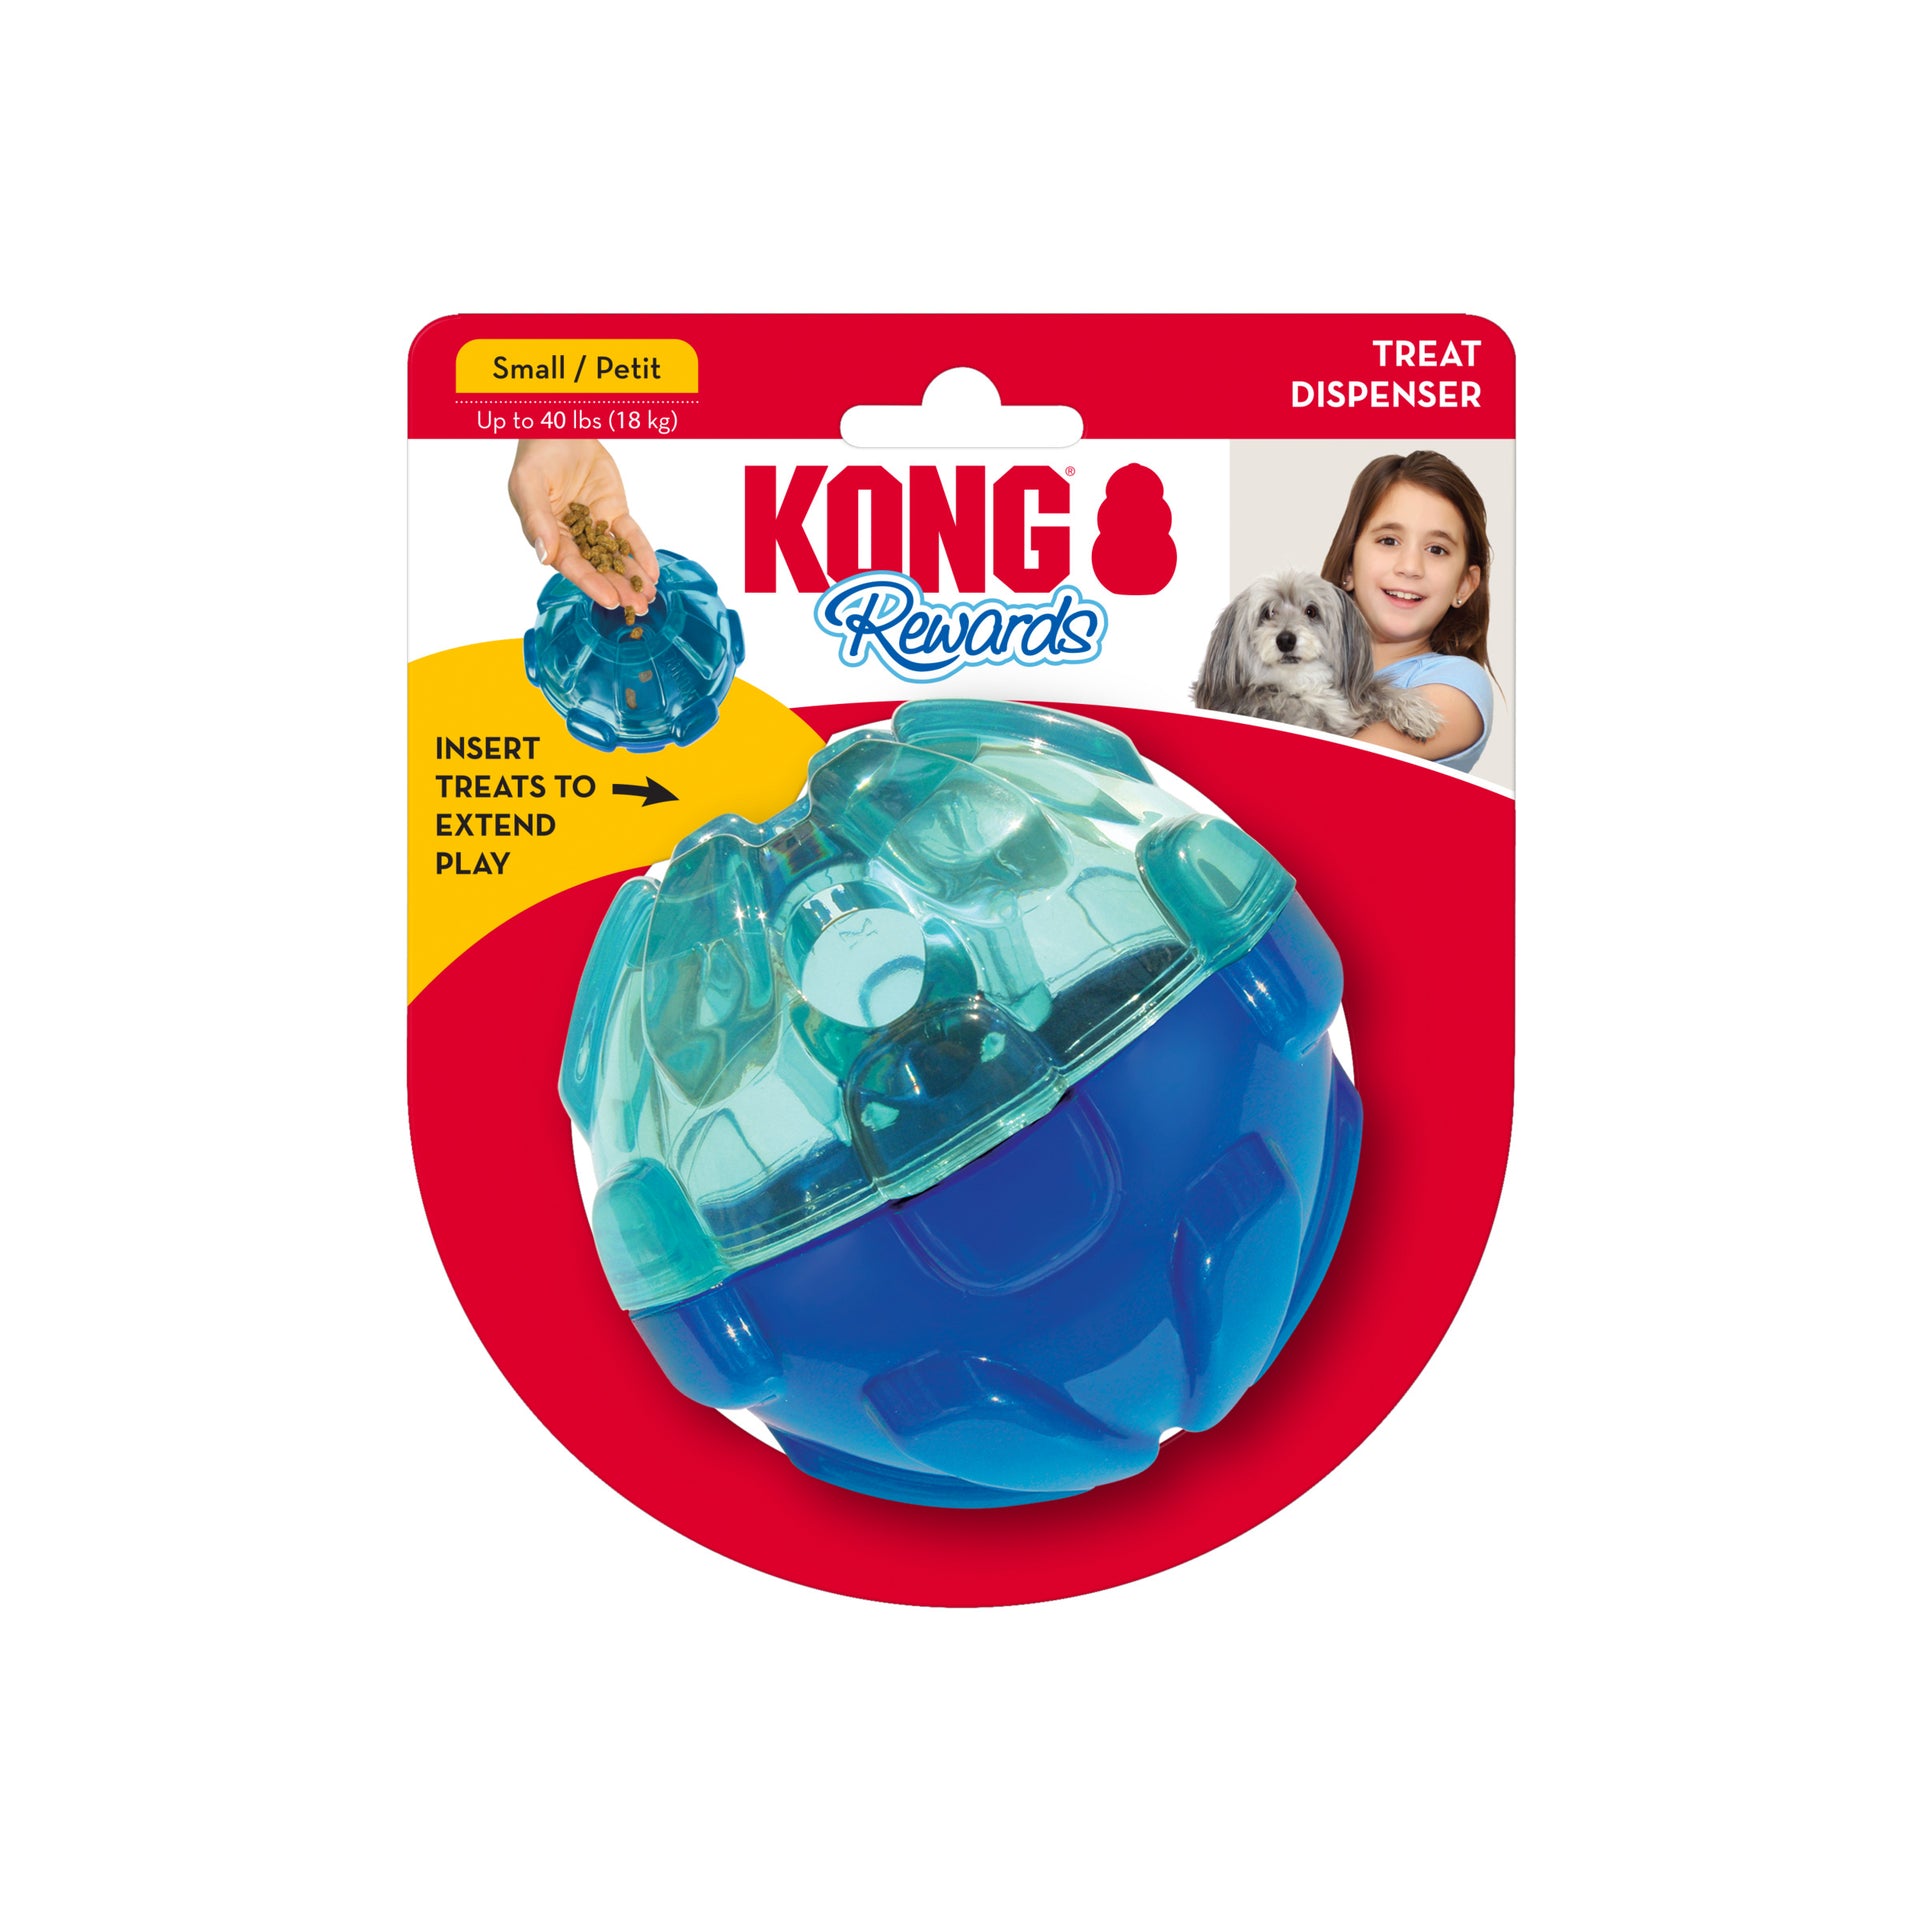 Small / Petit
Up to 40 lbs (18 kg)
TREAT
DISPENSER
KONG®
Rewards
INSERT
TREATS TO
EXTEND
PLAY